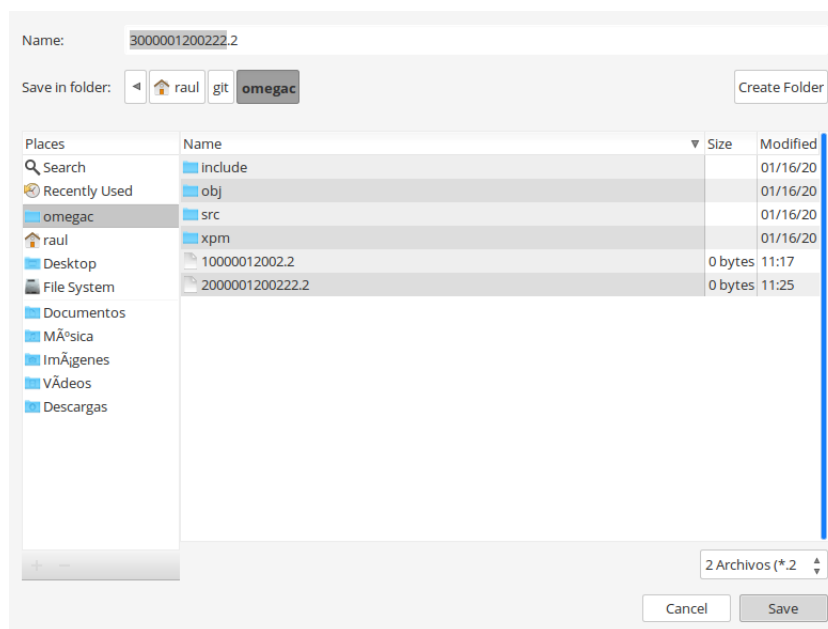 Name: 3000001200222.2
Save in folder: raul git omegac Create Folder
Places Name Size Modified
Search include 01/16/20
Recently Used obj 01/16/20
omegac src 01/16/20
raul xpm 01/16/20
Desktop 10000012002.2 0 bytes 11:17
File System 2000001200222.2 0 bytes 11:25
Documentos
MÃºsica
ImÃ¡genes
VÃdeos
Descargas
2 Archivos (*.2
Cancel Save